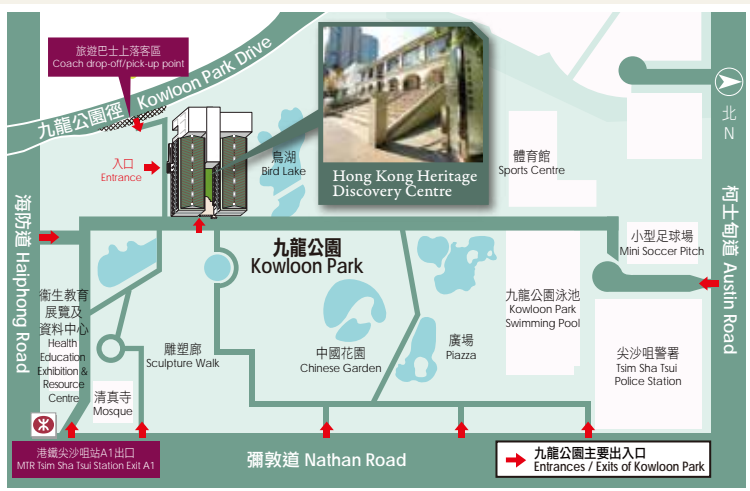 旅遊巴士上落客區
Coach drop-off/pick-up point
九龍公園徑 Kowloon Park Drive
入口
Entrance
鳥湖
Bird Lake
Hong Kong Heritage
Discovery Centre
體育館
Sports Centre
北
N
海防道 Haiphong Road
柯士甸道 Austin Road
九龍公園
Kowloon Park
小型足球場
Mini Soccer Pitch
衞生教育
展覽及
資料中心
Health
Education
Exhibition &
Resource
Centre
清真寺
Mosque
雕塑廊
Sculpture Walk
中國花園
Chinese Garden
廣場
Piazza
九龍公園泳池
Kowloon Park
Swimming Pool
尖沙咀警署
Tsim Sha Tsui
Police Station
港鐵尖沙咀站A1出口
MTR Tsim Sha Tsui Station Exit A1
彌敦道 Nathan Road
九龍公園主要出入口
Entrances / Exits of Kowloon Park